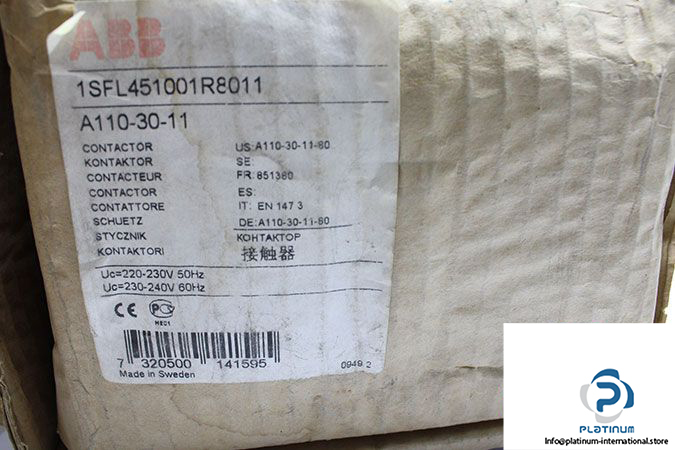 ABB
1SFL451001R8011
A110-30-11
CONTACTOR US:A110-30-11-80
KONTAKTOR SE:
CONTACTEUR FR:851380
CONTACTOR ES:
CONTATTORE IT: EN 147 3
SCHUETZ DE:A110-30-11-80
STYCZNIK КОНТАКТОР
KONTAKTORI 接触器
Uc=220-230V 50Hz
Uc=230-240V 60Hz
CE PC
ME01
7 320500 141595
Made in Sweden
0949 2
PLATINUM
Info@platinum-international.store